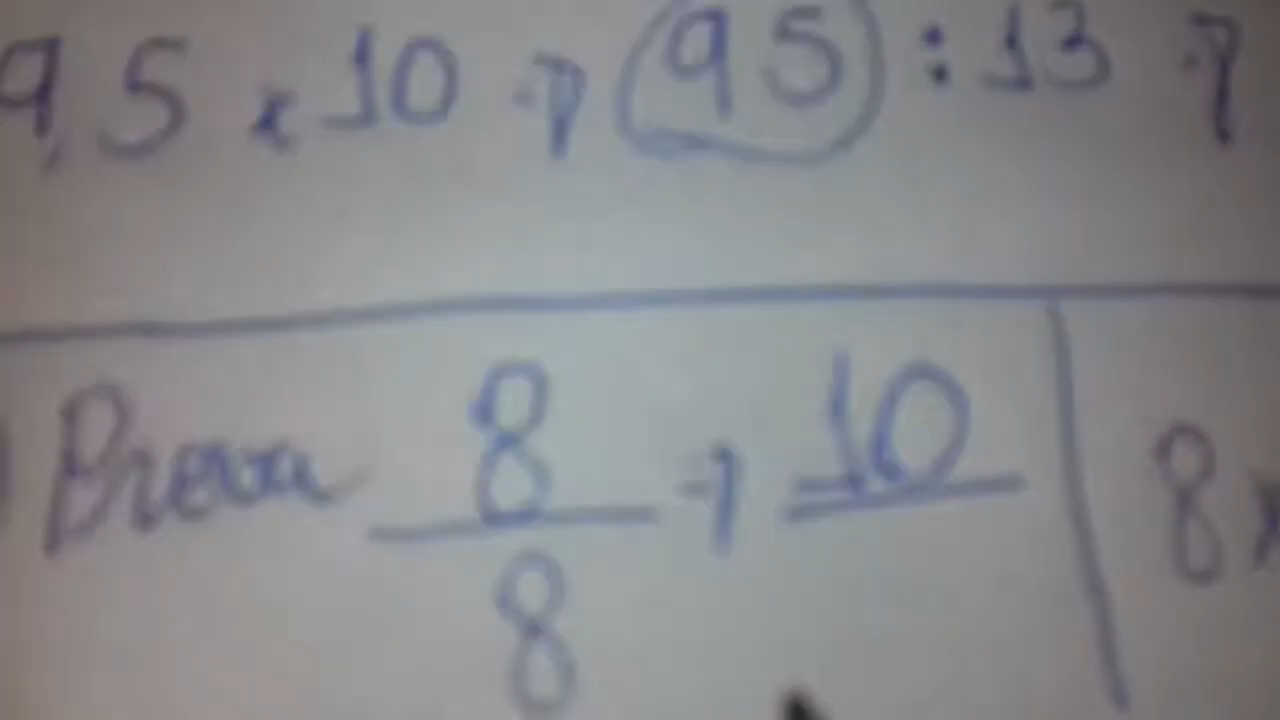 9,5 x 10 → 95 : 13 →
Prova 8 → 10 8 x
8